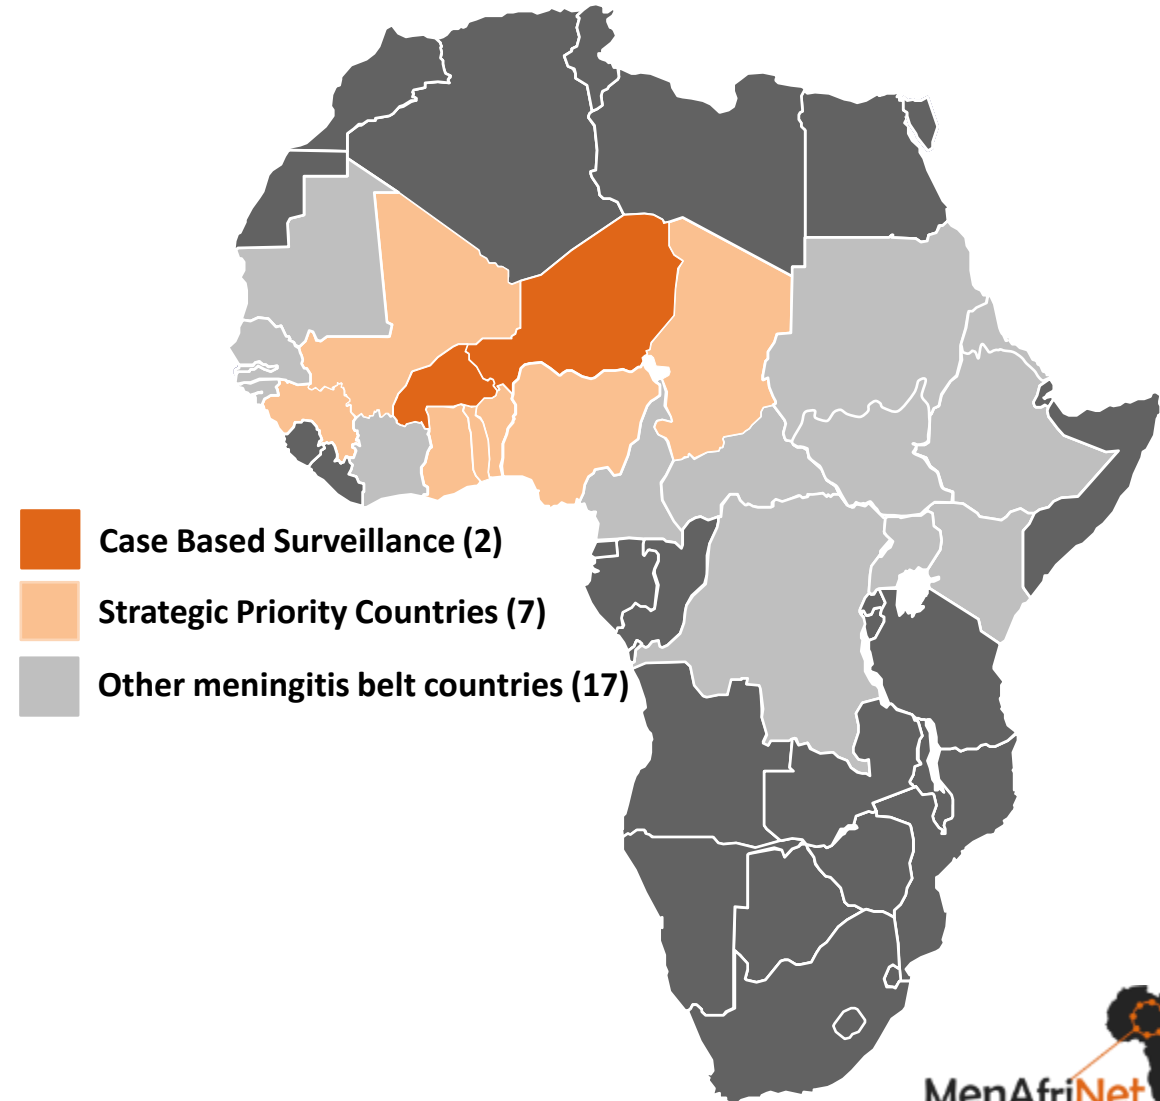 Case Based Surveillance (2)
Strategic Priority Countries (7)
Other meningitis belt countries (17)
MenAfriNet